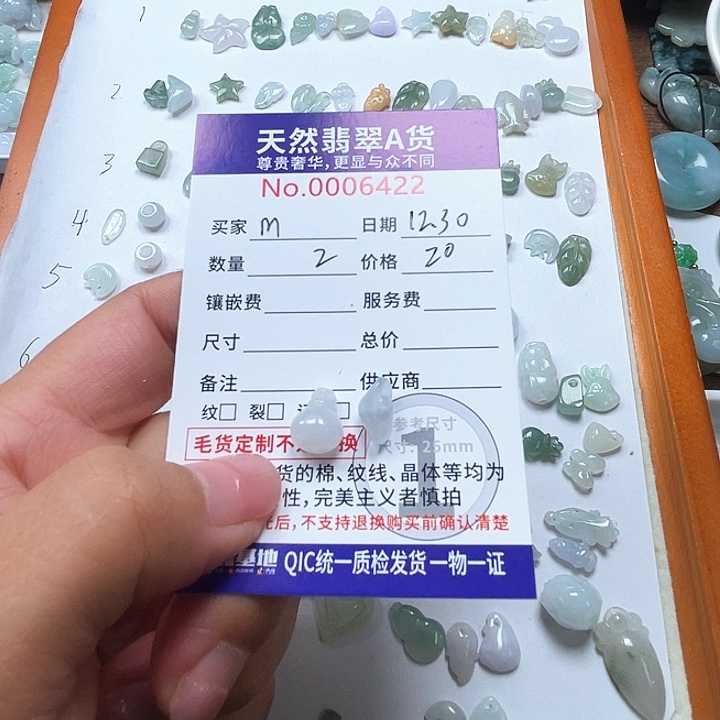 1
2
3
4
5
6
天然翡翠A货
尊贵奢华,更显与众不同
No.0006422
买家 M 日期 12.30
数量 2 价格 20
镶嵌费 服务费
尺寸 总价
备注 供应商
纹□ 裂□
参考尺寸
毛货定制不 换
尺寸: 25mm
货的棉、纹线、晶体等均为
性,完美主义者慎拍
后,不支持退换购买前确认清楚
基地 QIC统一质检发货一物一证